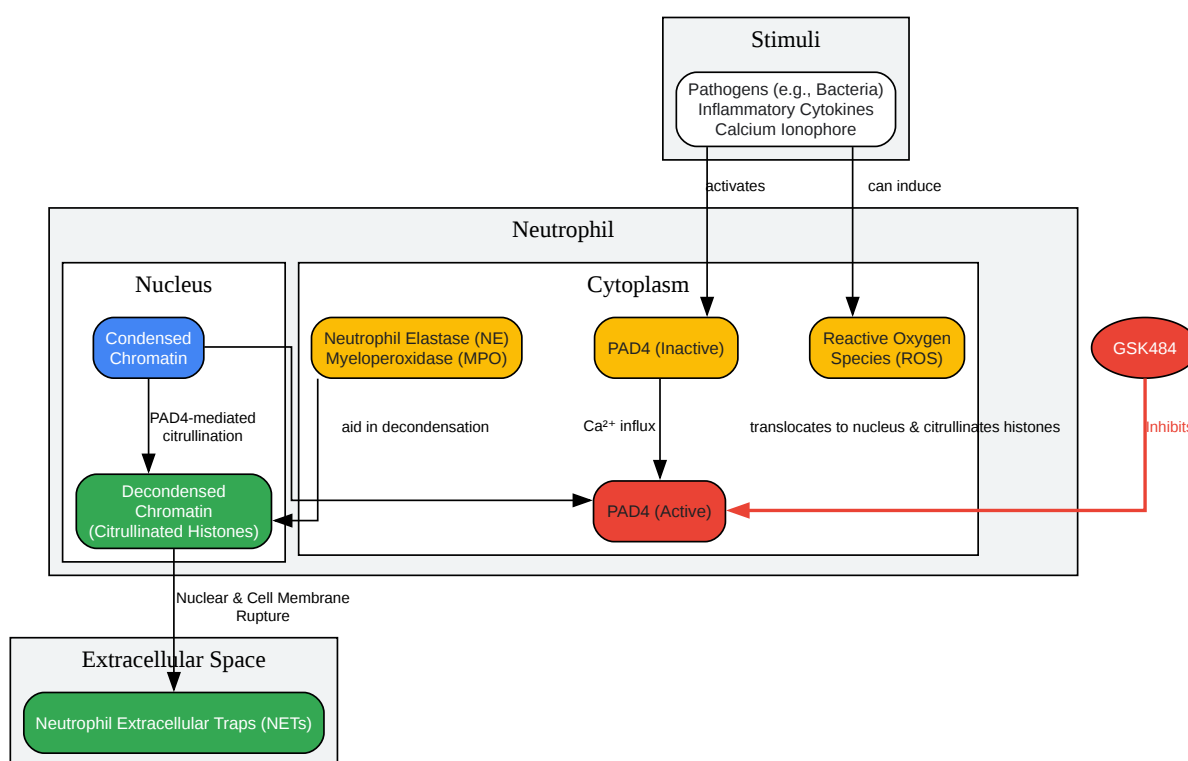 Stimuli
Pathogens (e.g., Bacteria)
Inflammatory Cytokines
Calcium Ionophore
activates
can induce
Neutrophil
Nucleus
Cytoplasm
Condensed
Chromatin
Neutrophil Elastase (NE)
Myeloperoxidase (MPO)
PAD4 (Inactive)
Reactive Oxygen
Species (ROS)
GSK484
PAD4-mediated
citrullination
aid in decondensation
Ca²⁺ influx
translocates to nucleus & citrullinates histones
Inhibits
Decondensed
Chromatin
(Citrullinated Histones)
PAD4 (Active)
Nuclear & Cell Membrane
Rupture
Extracellular Space
Neutrophil Extracellular Traps (NETs)